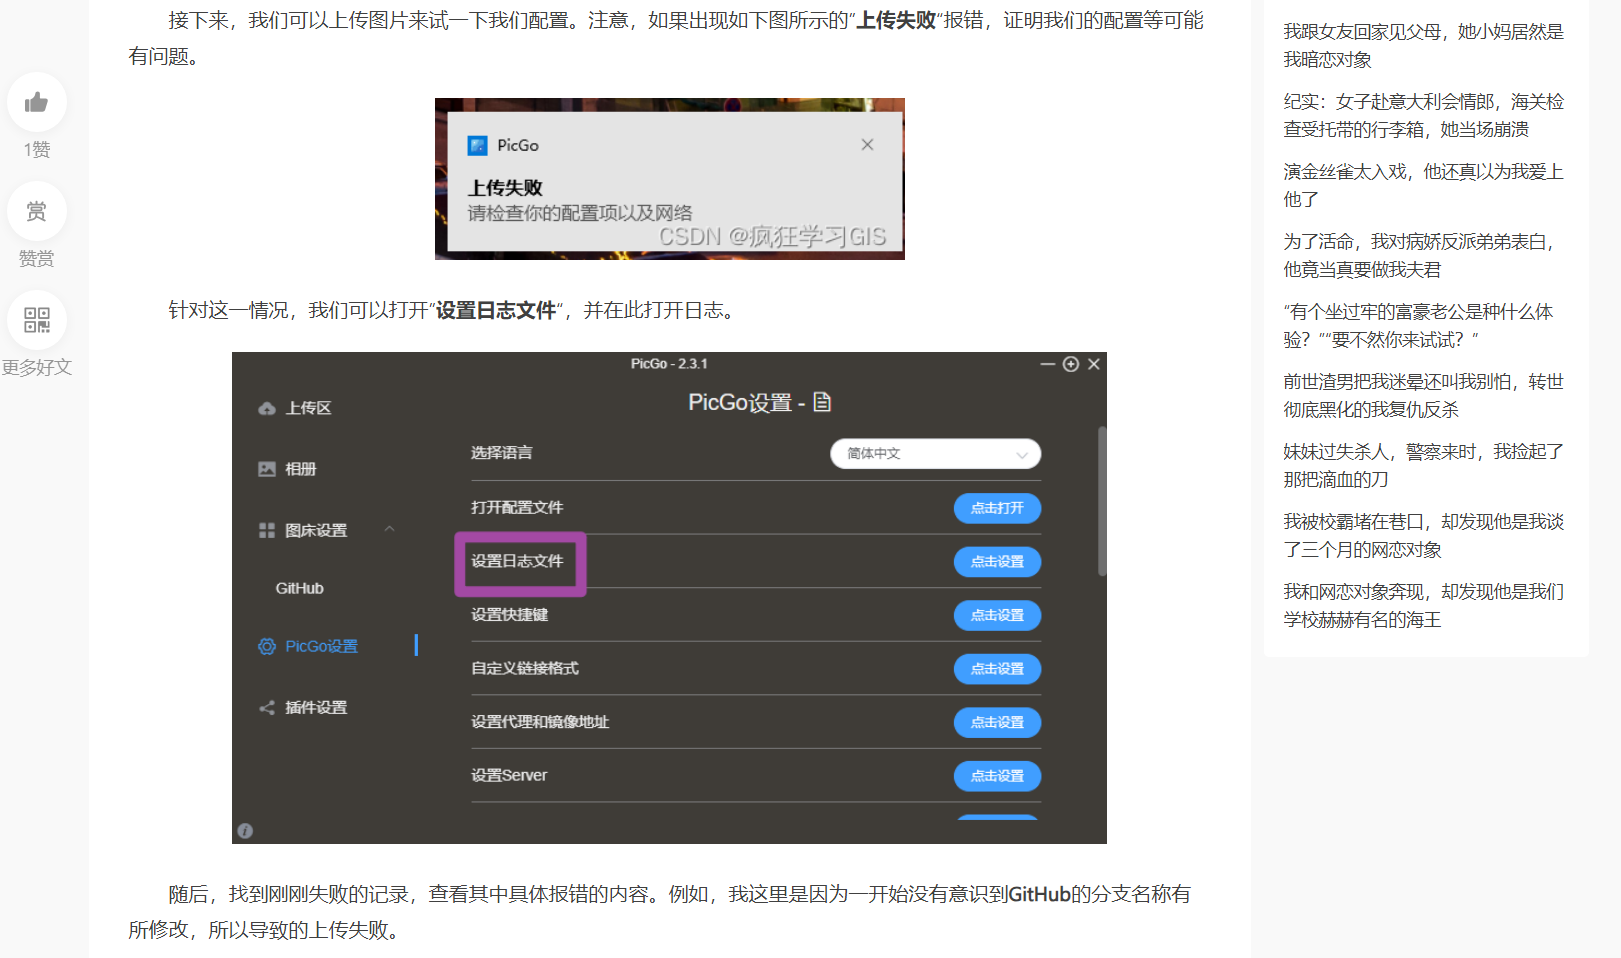 接下来，我们可以上传图片来试一下我们配置。注意，如果出现如下图所示的"上传失败"报错，证明我们的配置等可能
有问题。
1赞
赏
赞赏
更多好文
PicGo
上传失败
请检查你的配置项以及网络
CSDN @疯狂学习GIS
针对这一情况，我们可以打开"设置日志文件"，并在此打开日志。
PicGo - 2.3.1
上传区
相册
图床设置
GitHub
PicGo设置
插件设置
PicGo设置 -
选择语言
简体中文
打开配置文件
点击打开
设置日志文件
点击设置
设置快捷键
点击设置
自定义链接格式
点击设置
设置代理和镜像地址
点击设置
设置Server
点击设置
随后，找到刚刚失败的记录，查看其中具体报错的内容。例如，我这里是因为一开始没有意识到GitHub的分支名称有
所修改，所以导致的上传失败。
我跟女友回家见父母，她小妈居然是
我暗恋对象
纪实：女子赴意大利会情郎，海关检
查受托带的行李箱，她当场崩溃
演金丝雀太入戏，他还真以为我爱上
他了
为了活命，我对病娇反派弟弟表白，
他竟当真要做我夫君
“有个坐过牢的富豪老公是种什么体
验？”“要不然你来试试？”
前世渣男把我迷晕还叫我别怕，转世
彻底黑化的我复仇反杀
妹妹过失杀人，警察来时，我捡起了
那把滴血的刀
我被校霸堵在巷口，却发现他是我谈
了三个月的网恋对象
我和网恋对象奔现，却发现他是我们
学校赫赫有名的海王